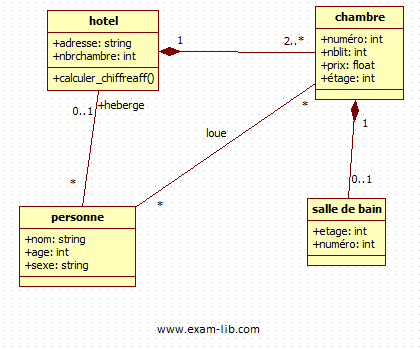 hotel
+adresse: string
+nbrchambre: int
+calculer_chiffreaff()
1
2..*
chambre
+numéro: int
+nblit: int
+prix: float
+étage: int
0..1
+heberge
*
loue
*
*
1
0..1
personne
+nom: string
+age: int
+sexe: string
salle de bain
+etage: int
+numéro: int
www.exam-lib.com